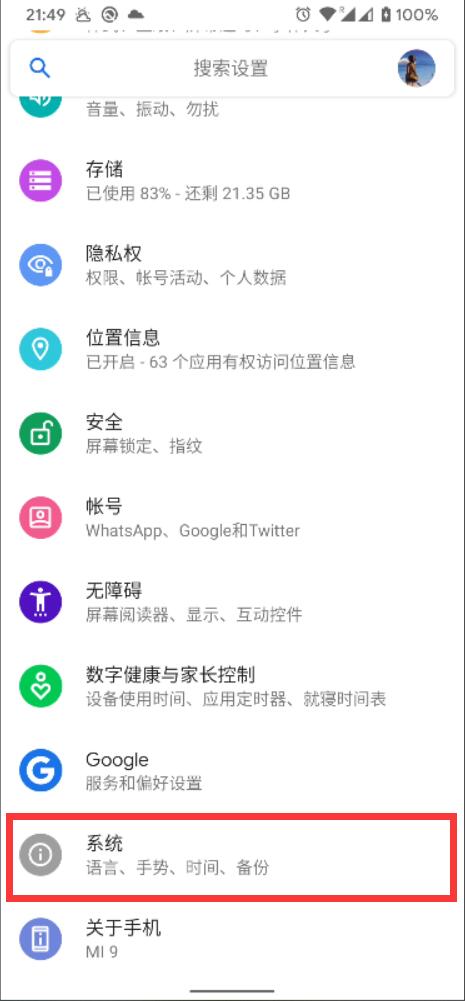 21:49
100%
搜索设置
音量、振动、勿扰
存储
已使用 83% - 还剩 21.35 GB
隐私权
权限、帐号活动、个人数据
位置信息
已开启 - 63 个应用有权访问位置信息
安全
屏幕锁定、指纹
帐号
WhatsApp、Google和Twitter
无障碍
屏幕阅读器、显示、互动控件
数字健康与家长控制
设备使用时间、应用定时器、就寝时间表
Google
服务和偏好设置
系统
语言、手势、时间、备份
关于手机
MI 9